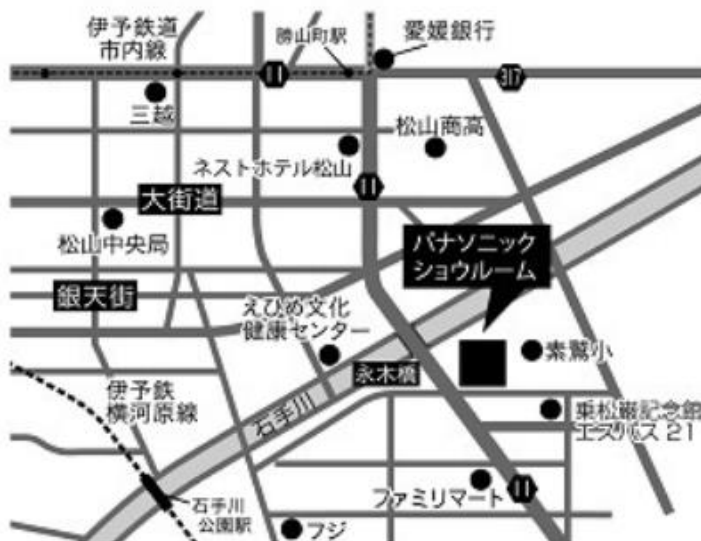 伊予鉄道
市内線
勝山町駅
愛媛銀行
11
317
三越
松山商高
ネストホテル松山
11
大街道
松山中央局
パナソニック
ショウルーム
銀天街
えひめ文化
健康センター
素鵞小
永木橋
伊予鉄
横河原線
石手川
乗松巌記念館
エスパス 21
ファミリマート
11
石手川
公園駅
フジ